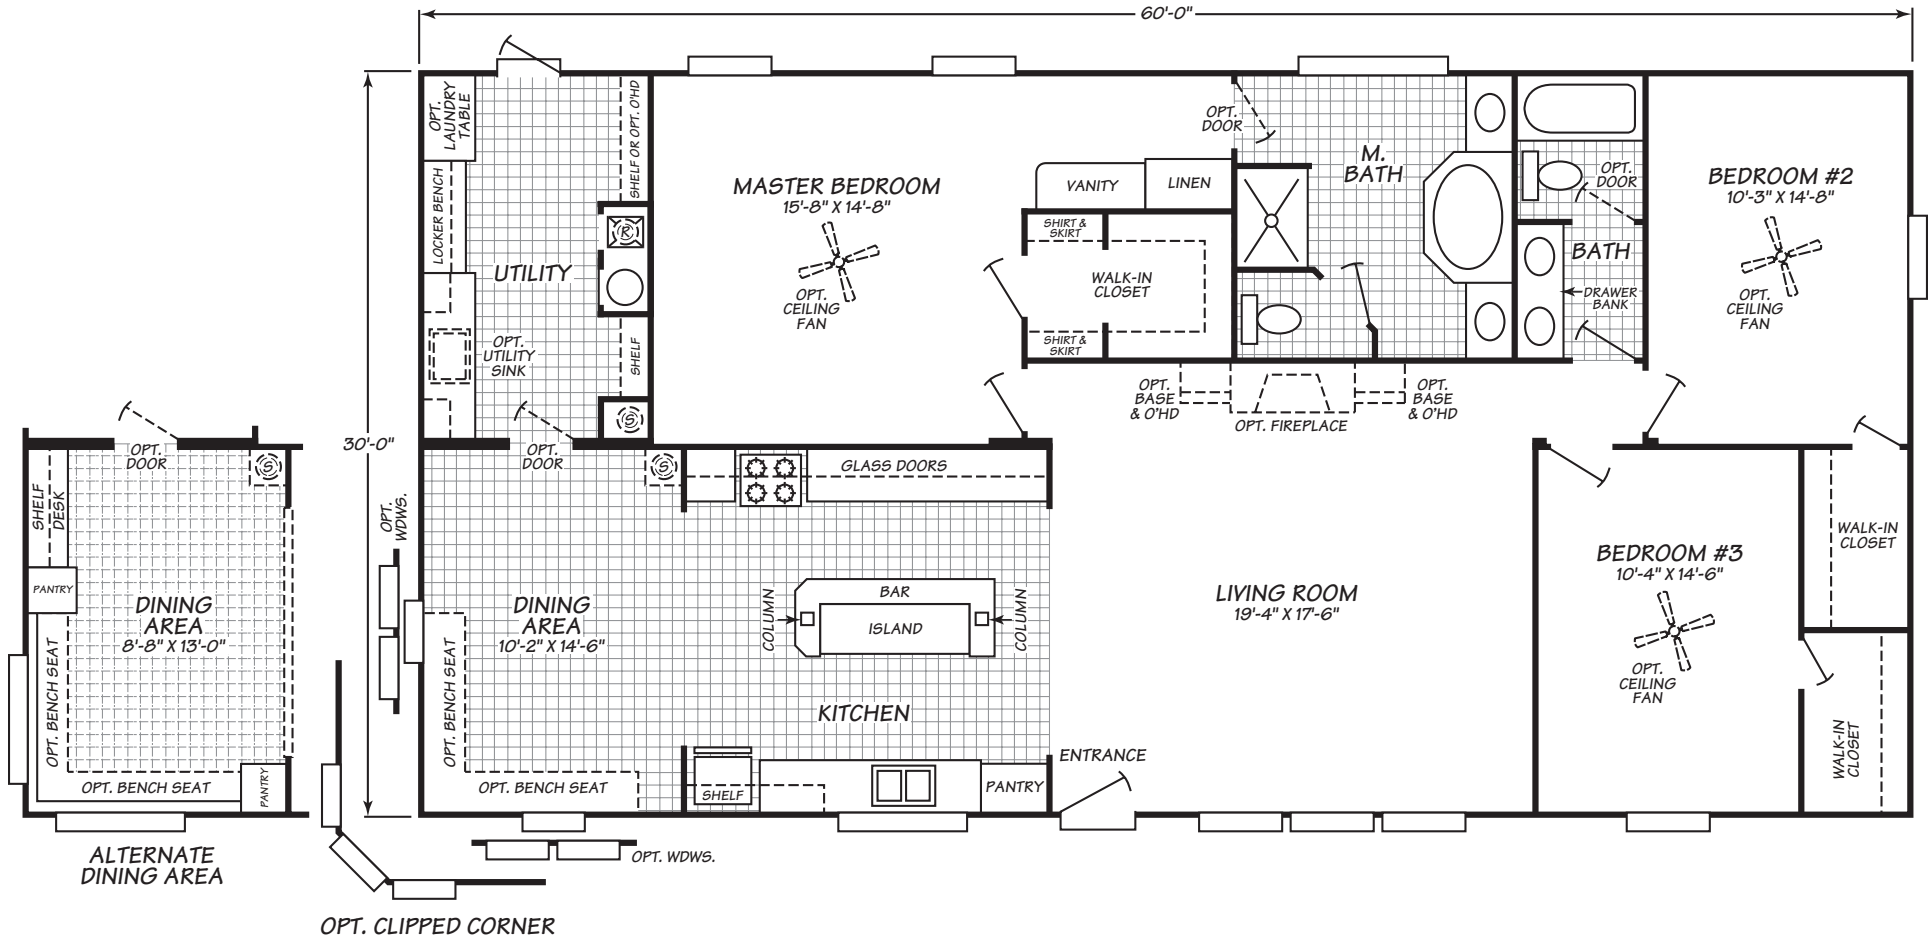 60'-0"
30'-0"
OPT.
LAUNDRY
TABLE
SHELF OR OPT. O'HD
LOCKER BENCH
R
UTILITY
OPT.
UTILITY
SINK
SHELF
S
OPT.
DOOR
MASTER BEDROOM
15'-8" X 14'-8"
OPT.
CEILING
FAN
VANITY
LINEN
SHIRT &
SKIRT
WALK-IN
CLOSET
SHIRT &
SKIRT
OPT.
DOOR
M.
BATH
OPT.
DOOR
BATH
DRAWER
BANK
BEDROOM #2
10'-3" X 14'-8"
OPT.
CEILING
FAN
OPT.
BASE
& O'HD
OPT. FIREPLACE
OPT.
BASE
& O'HD
OPT.
DOOR
S
SHELF
DESK
PANTRY
DINING
AREA
8'-8" X 13'-0"
OPT. BENCH SEAT
OPT. BENCH SEAT
PANTRY
ALTERNATE
DINING AREA
OPT.
WDWS.
S
GLASS DOORS
DINING
AREA
10'-2" X 14'-6"
OPT. BENCH SEAT
OPT. BENCH SEAT
COLUMN
BAR
ISLAND
COLUMN
KITCHEN
SHELF
PANTRY
ENTRANCE
LIVING ROOM
19'-4" X 17'-6"
BEDROOM #3
10'-4" X 14'-6"
OPT.
CEILING
FAN
WALK-IN
CLOSET
WALK-IN
CLOSET
OPT. WDWS.
OPT. CLIPPED CORNER